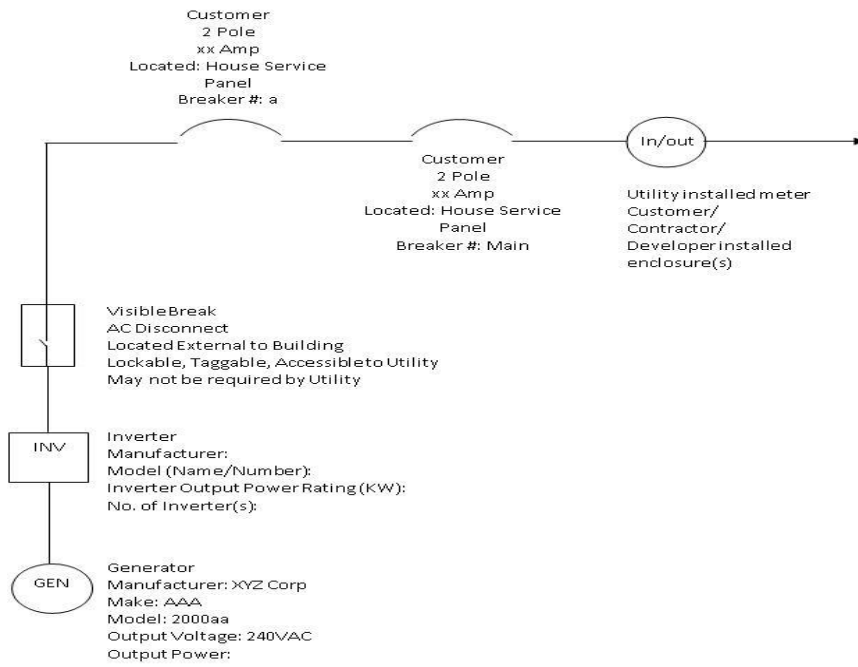 Customer
2 Pole
xx Amp
Located: House Service
Panel
Breaker #: a
In/out
Customer
2 Pole
xx Amp
Located: House Service
Panel
Breaker #: Main
Utility installed meter
Customer/
Contractor/
Developer installed
enclosure(s)
Visible Break
AC Disconnect
Located External to Building
Lockable, Taggable, Accessible to Utility
May not be required by Utility
INV
Inverter
Manufacturer:
Model (Name/Number):
Inverter Output Power Rating (KW):
No. of Inverter(s):
GEN
Generator
Manufacturer: XYZ Corp
Make: AAA
Model: 2000aa
Output Voltage: 240VAC
Output Power: